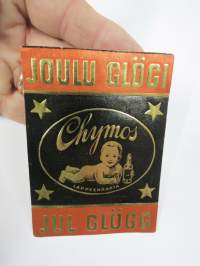 JOULU GLÖGI
Chymos
LAPPEENRANTA
JUL GLÖGG